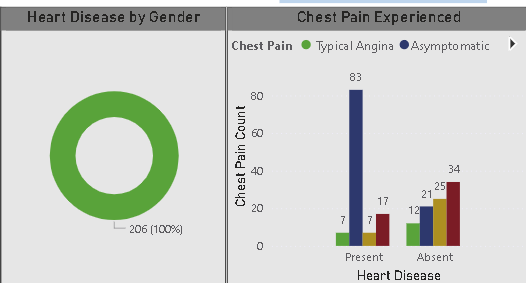 Heart Disease by Gender
206 (100%)
Chest Pain Experienced
Chest Pain Typical Angina Asymptomatic
Chest Pain Count
80
60
40
20
0
7
83
7
17
12
21
25
34
Present
Absent
Heart Disease